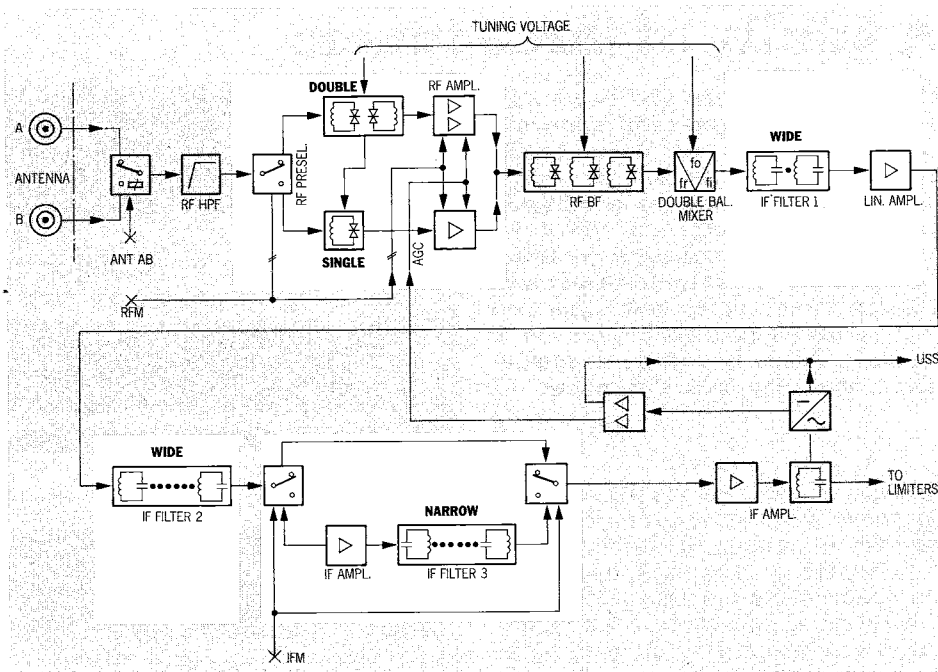 TUNING VOLTAGE
DOUBLE
RF AMPL.
A
ANTENNA
B
RF HPF
RF PRESEL.
ANT AB
SINGLE
AGC
RFM
RF BF
fo
fr
fi
DOUBLE BAL.
MIXER
WIDE
IF FILTER 1
LIN. AMPL.
USS
WIDE
IF FILTER 2
NARROW
IF AMPL.
IF FILTER 3
IF AMPL.
TO
LIMITERS
IFM